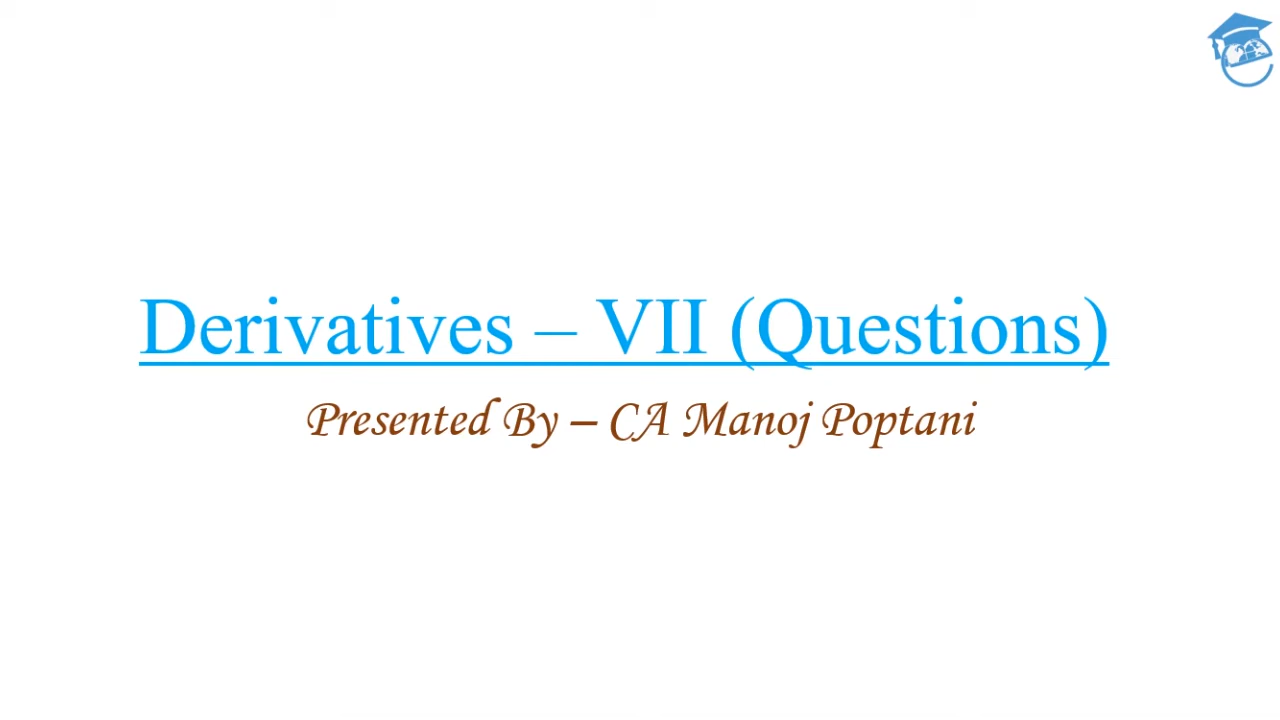 Derivatives – VII (Questions)
Presented By – CA Manoj Poptani